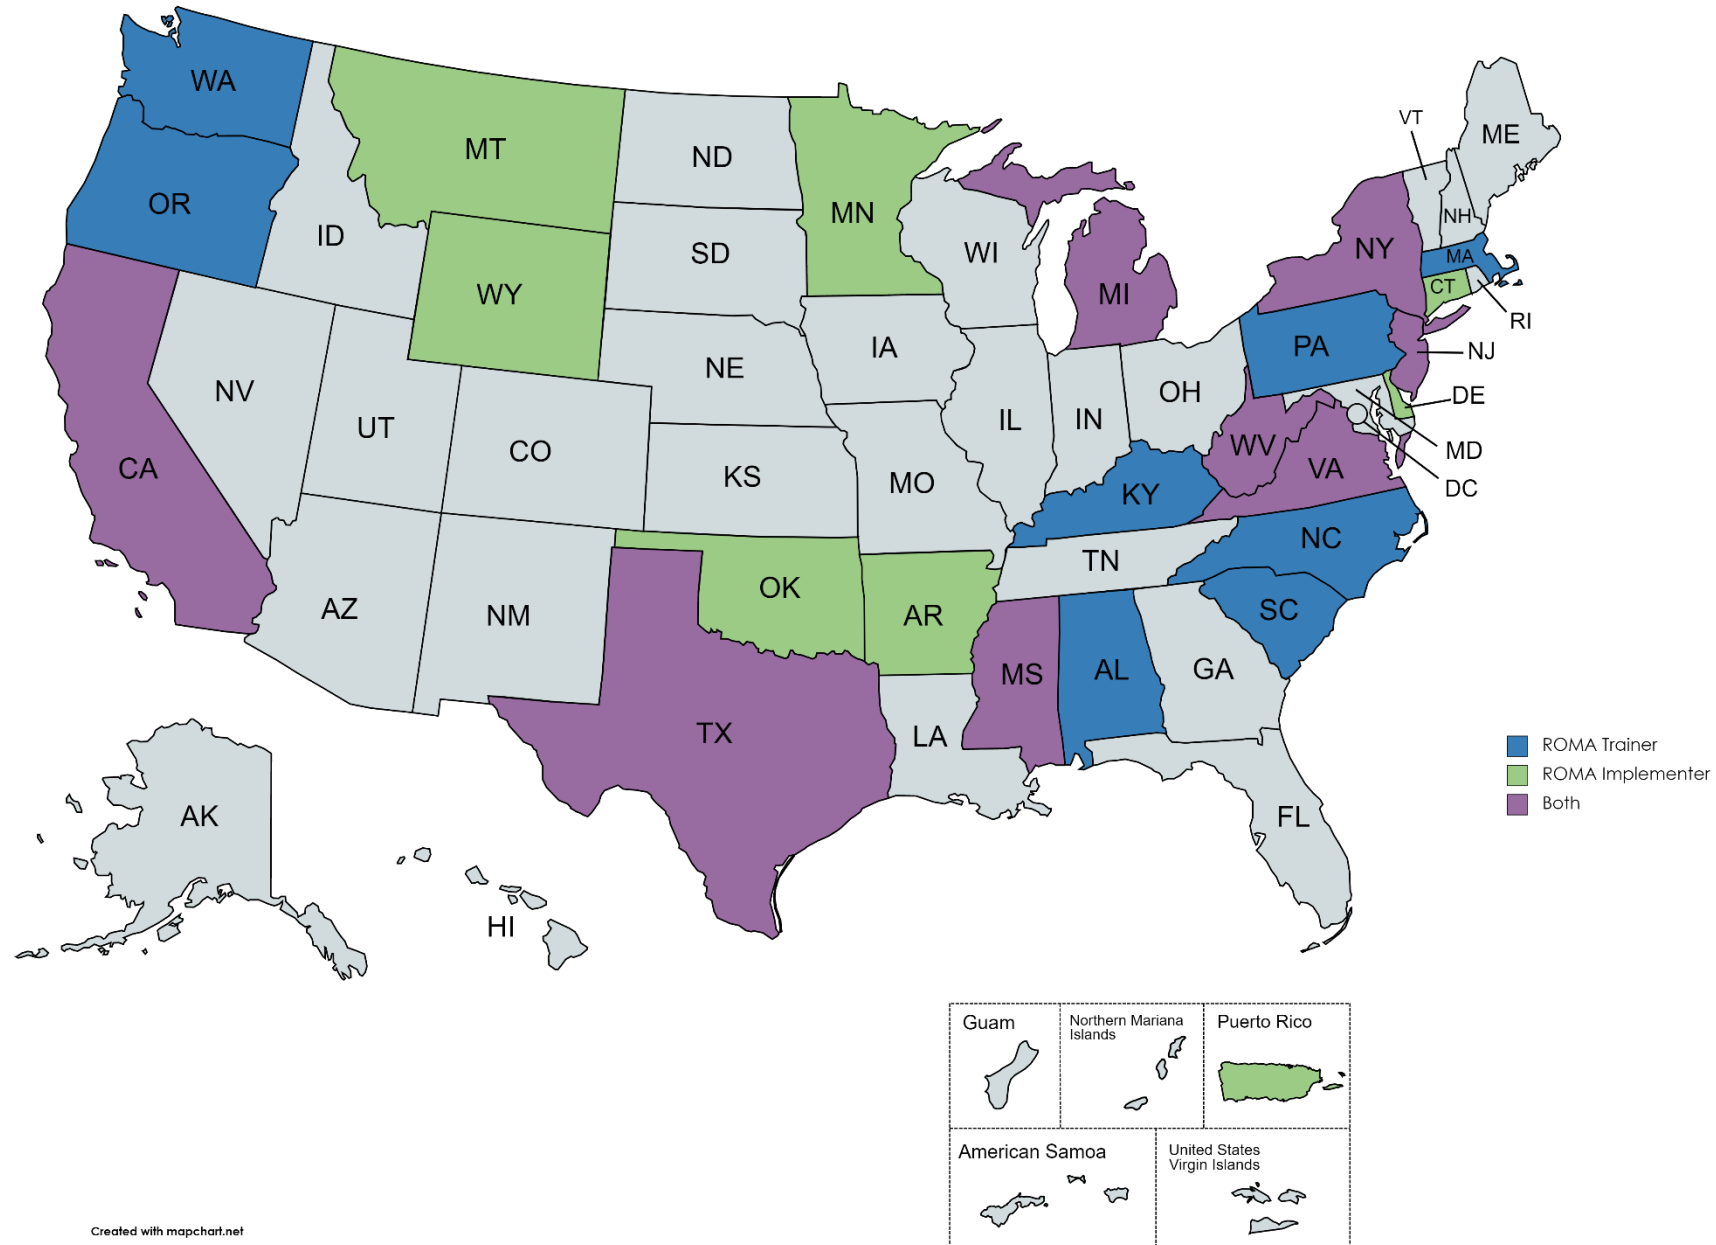 WA
MT
ND
MN
VT
ME
OR
ID
SD
WI
MI
NY
NH
MA
CT
RI
WY
NE
IA
PA
NJ
NV
UT
CO
KS
IL
IN
OH
DE
MD
DC
CA
MO
KY
WV
VA
AZ
NM
OK
AR
TN
NC
SC
TX
LA
MS
AL
GA
FL
AK
HI
ROMA Trainer
ROMA Implementer
Both
Guam
Northern Mariana
Islands
Puerto Rico
American Samoa
United States
Virgin Islands
Created with mapchart.net